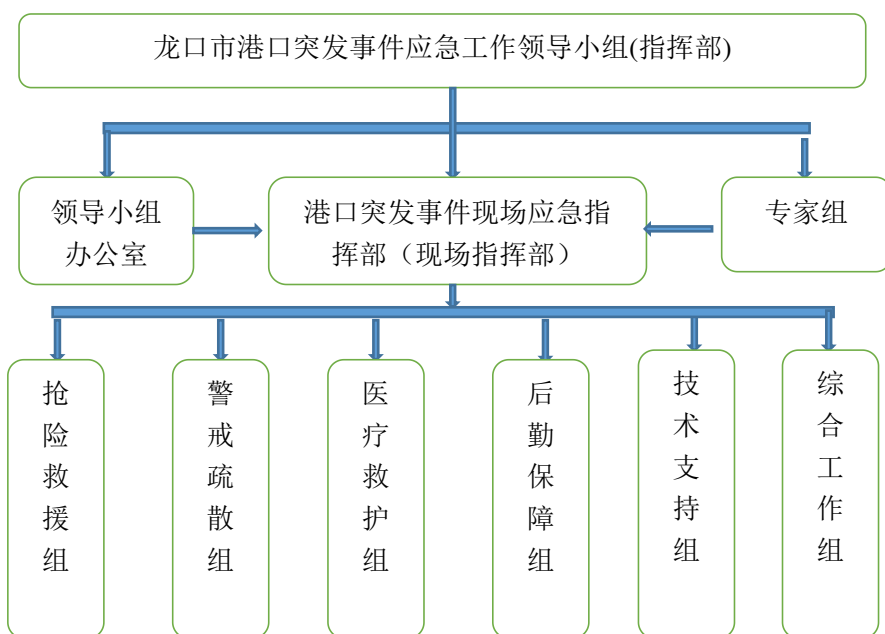 龙口市港口突发事件应急工作领导小组(指挥部)
领导小组
办公室
港口突发事件现场应急指
挥部（现场指挥部）
专家组
抢险救援组
警戒疏散组
医疗救护组
后勤保障组
技术支持组
综合工作组